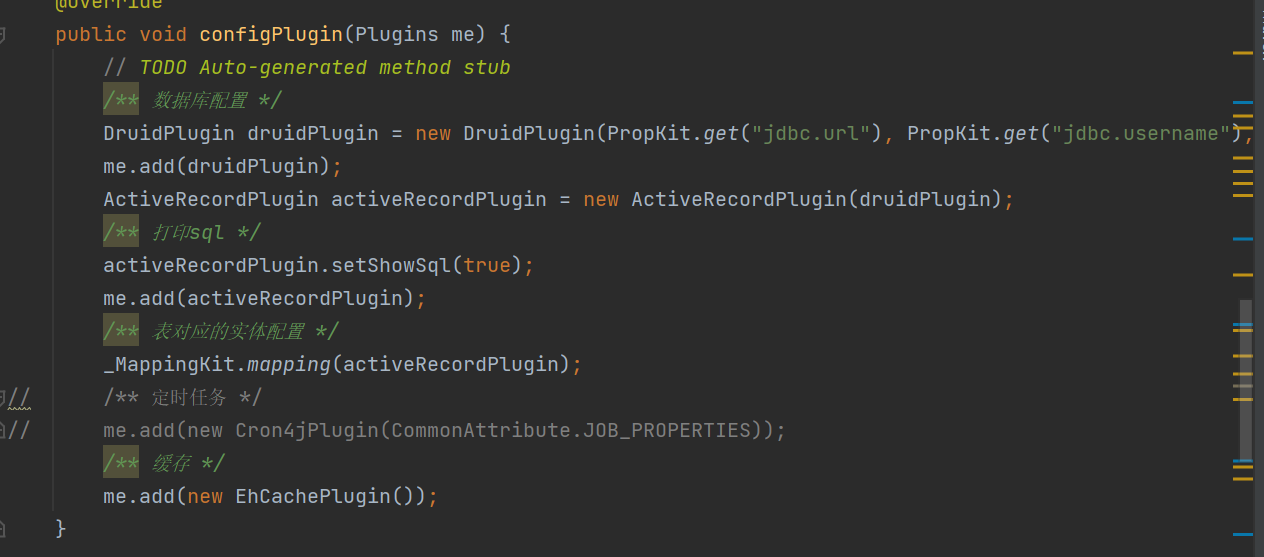 @Override
public void configPlugin(Plugins me) {
// TODO Auto-generated method stub
/** 数据库配置 */
DruidPlugin druidPlugin = new DruidPlugin(PropKit.get("jdbc.url"), PropKit.get("jdbc.username"),
me.add(druidPlugin);
ActiveRecordPlugin activeRecordPlugin = new ActiveRecordPlugin(druidPlugin);
/** 打印sql */
activeRecordPlugin.setShowSql(true);
me.add(activeRecordPlugin);
/** 表对应的实体配置 */
_MappingKit.mapping(activeRecordPlugin);
// /** 定时任务 */
// me.add(new Cron4jPlugin(CommonAttribute.JOB_PROPERTIES));
/** 缓存 */
me.add(new EhCachePlugin());
}